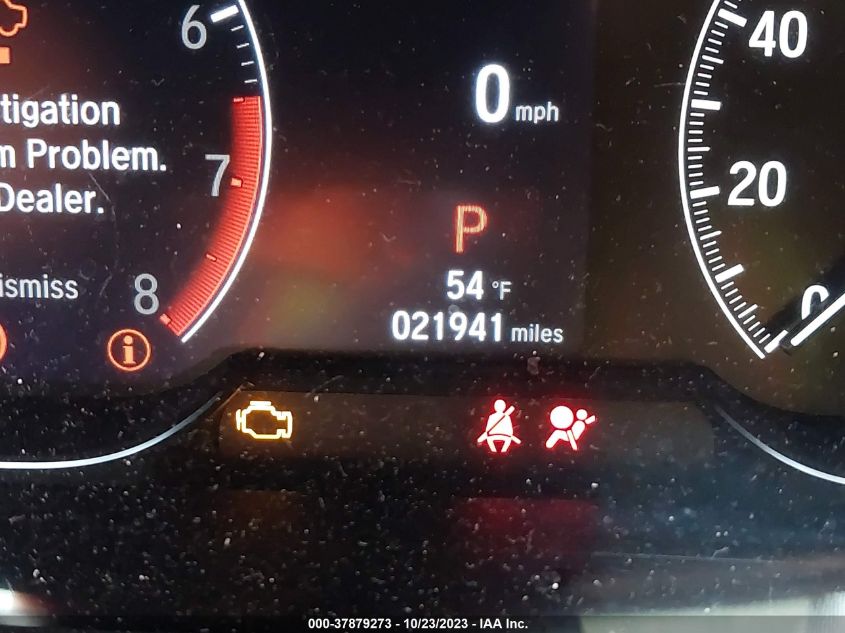 6
tigation
m Problem.
Dealer.
7
ismiss
8
0 mph
P
54 °F
021941 miles
40
20
0
000-37879273 - 10/23/2023 - IAA Inc.